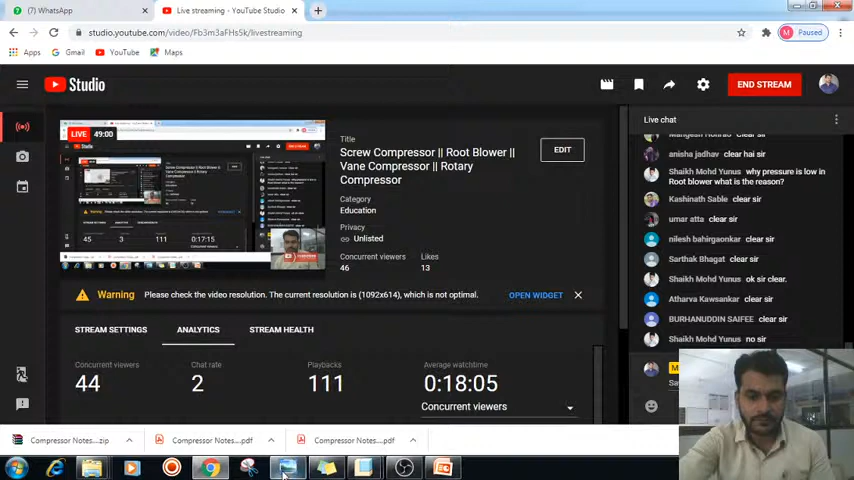 (7) WhatsApp
Live streaming - YouTube Studio
studio.youtube.com/video/Fb3m3aFHs5k/livestreaming
Paused
Apps Gmail YouTube Maps
Studio
END STREAM
LIVE 49:00
Title
Screw Compressor || Root Blower ||
Vane Compressor || Rotary
Compressor
EDIT
Category
Education
Privacy
Unlisted
Concurrent viewers Likes
46 13
Warning Please check the video resolution. The current resolution is (1092x614), which is not optimal. OPEN WIDGET
STREAM SETTINGS ANALYTICS STREAM HEALTH
Concurrent viewers Chat rate Playbacks Average watchtime
44 2 111 0:18:05
Concurrent viewers
Live chat
anisha jadhav clear hai sir
Shaikh Mohd Yunus why pressure is low in
Root blower what is the reason?
Kashinath Sable clear sir
umar atta clear sir
nilesh bahirgaonkar clear sir
Sarthak Bhagat clear sir
Shaikh Mohd Yunus ok sir clear.
Atharva Kawsankar clear sir
BURHANUDDIN SAIFEE clear sir
Shaikh Mohd Yunus no sir
Compressor Notes....zip Compressor Notes....pdf Compressor Notes....pdf